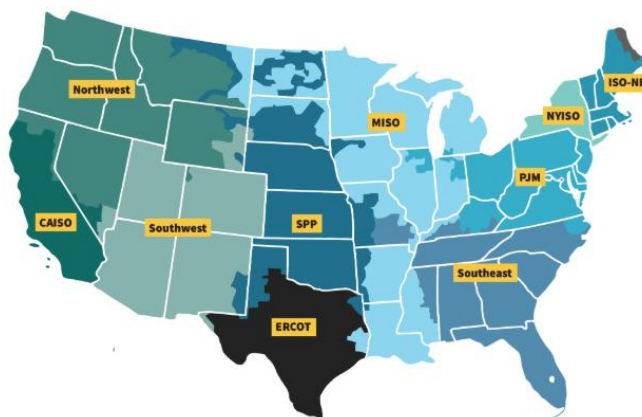 Northwest
MISO
ISO-NE
NYISO
PJM
CAISO
Southwest
SPP
Southeast
ERCOT